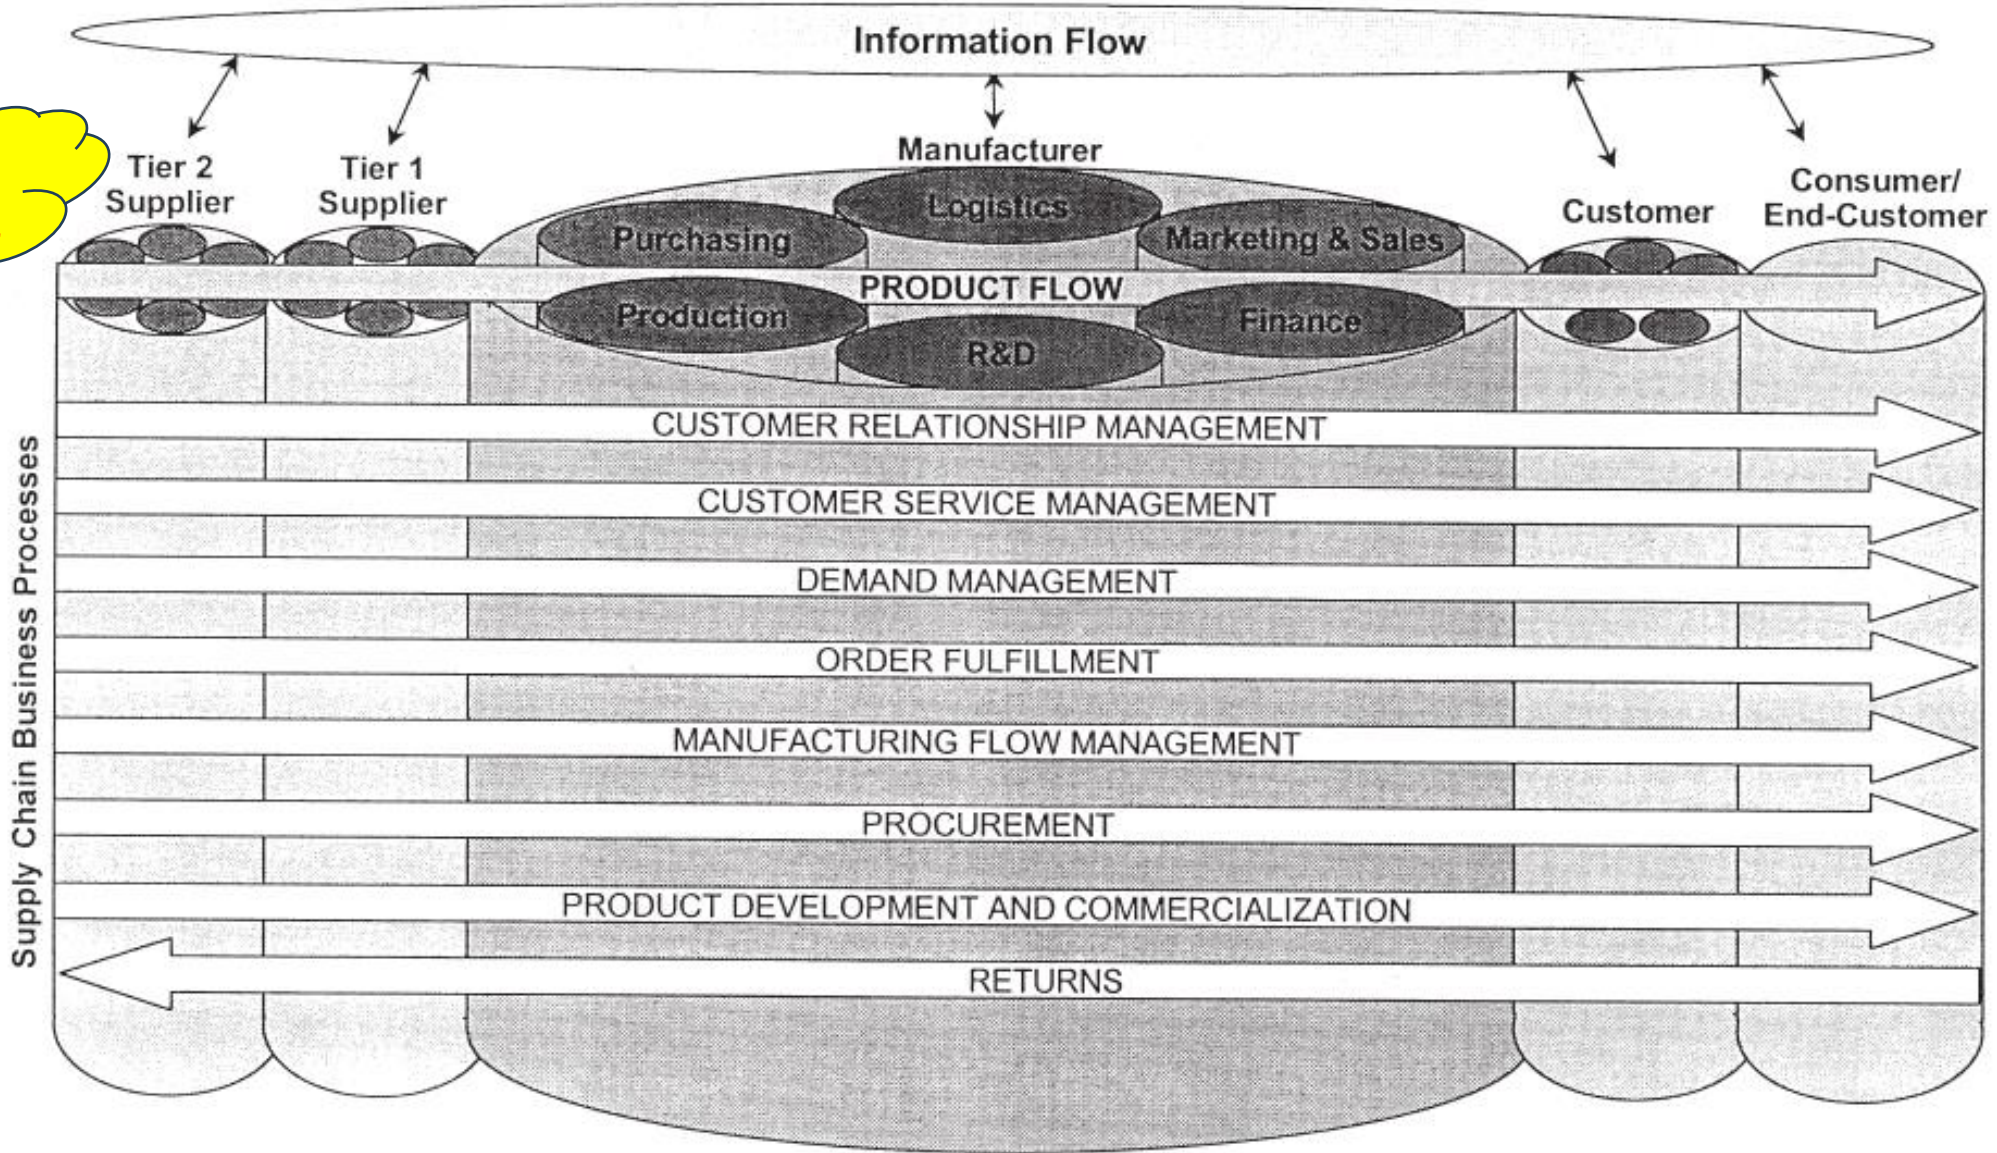 Information Flow
Tier 2
Supplier
Tier 1
Supplier
Manufacturer
Customer
Consumer/
End-Customer
Logistics
Purchasing
Marketing & Sales
PRODUCT FLOW
Production
R&D
Finance
Supply Chain Business Processes
CUSTOMER RELATIONSHIP MANAGEMENT
CUSTOMER SERVICE MANAGEMENT
DEMAND MANAGEMENT
ORDER FULFILLMENT
MANUFACTURING FLOW MANAGEMENT
PROCUREMENT
PRODUCT DEVELOPMENT AND COMMERCIALIZATION
RETURNS